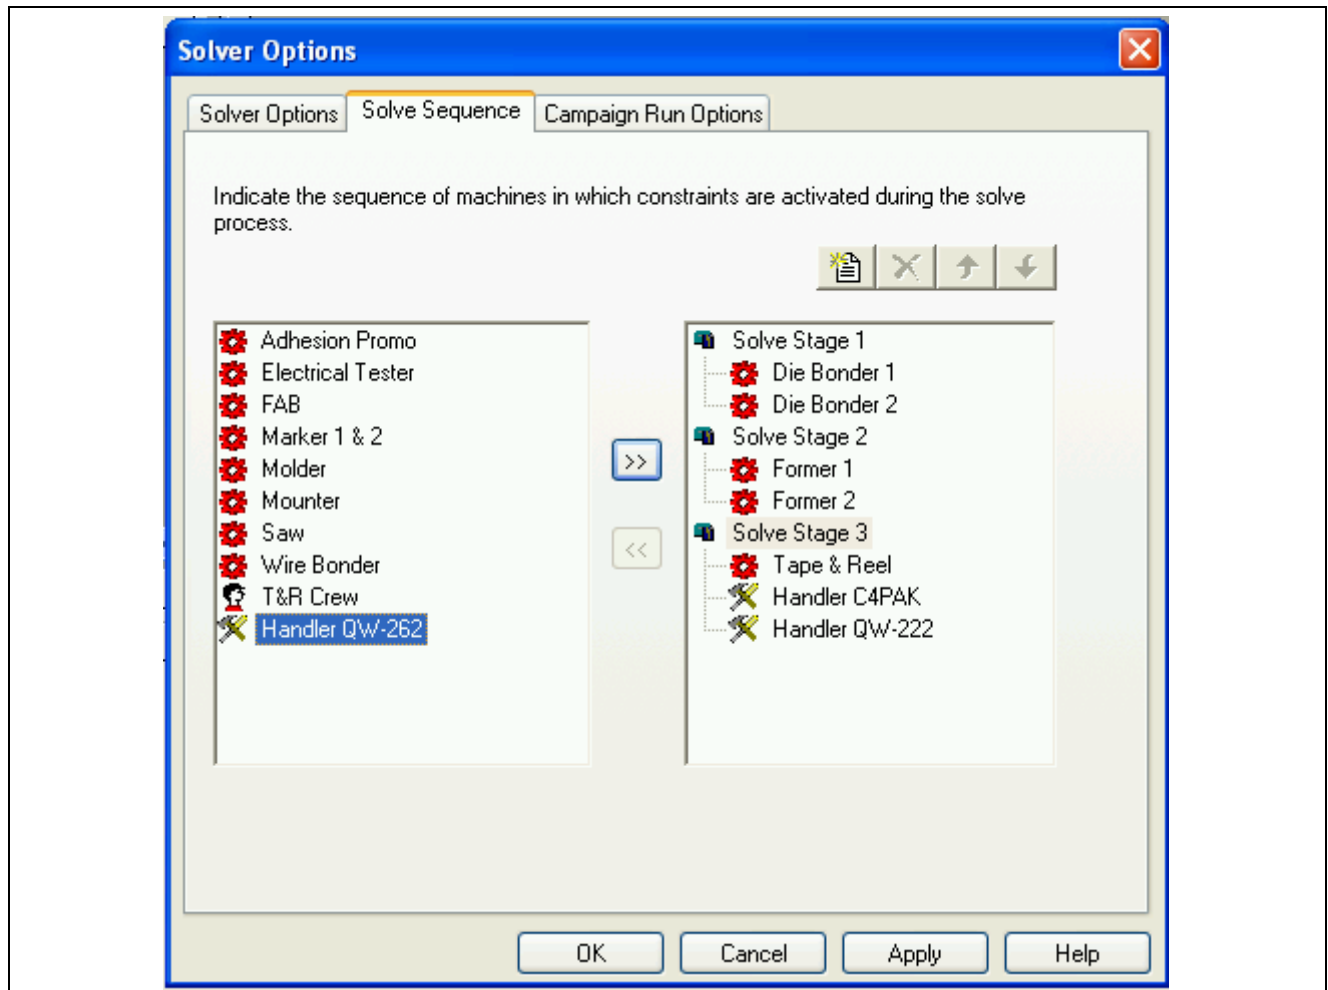 Solver Options
Solver Options
Solve Sequence
Campaign Run Options
Indicate the sequence of machines in which constraints are activated during the solve
process.
Adhesion Promo
Electrical Tester
FAB
Marker 1 & 2
Molder
Mounter
Saw
Wire Bonder
T&R Crew
Handler QW-262
>>
<<
Solve Stage 1
Die Bonder 1
Die Bonder 2
Solve Stage 2
Former 1
Former 2
Solve Stage 3
Tape & Reel
Handler C4PAK
Handler QW-222
OK
Cancel
Apply
Help